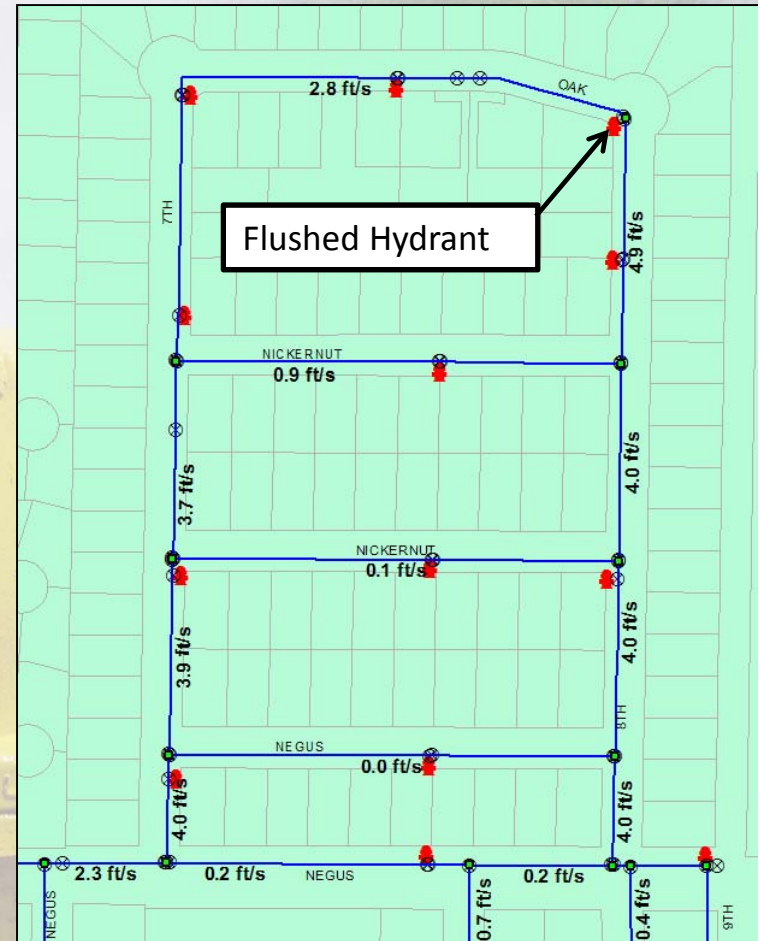 2.8 ft/s
OAK
7TH
Flushed Hydrant
4.9 ft/s
NICKERNUT
0.9 ft/s
3.7 ft/s
4.0 ft/s
NICKERNUT
0.1 ft/s
3.9 ft/s
4.0 ft/s
8TH
NEGUS
0.0 ft/s
4.0 ft/s
4.0 ft/s
2.3 ft/s
0.2 ft/s
NEGUS
0.2 ft/s
NEGUS
0.7 ft/s
0.4 ft/s
9TH